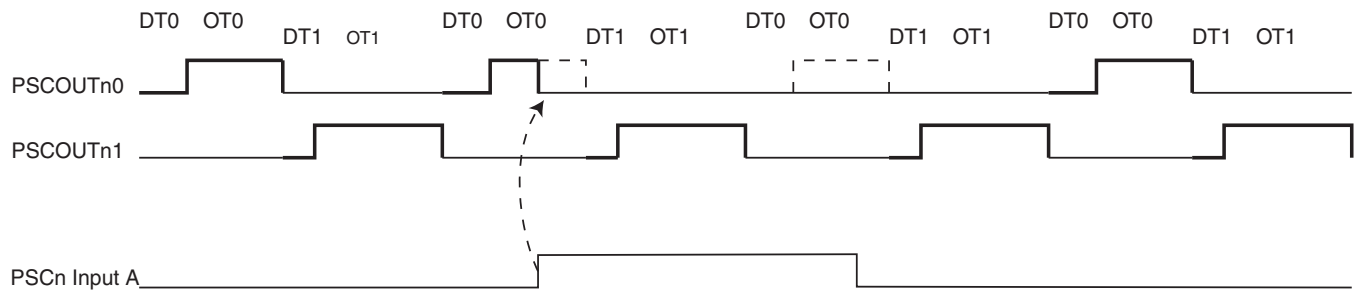 DT0 OT0 DT0 OT0 DT0 OT0 DT0 OT0
DT1 OT1 DT1 OT1 DT1 OT1 DT1 OT1
PSCOUTn0
PSCOUTn1
PSCn Input A